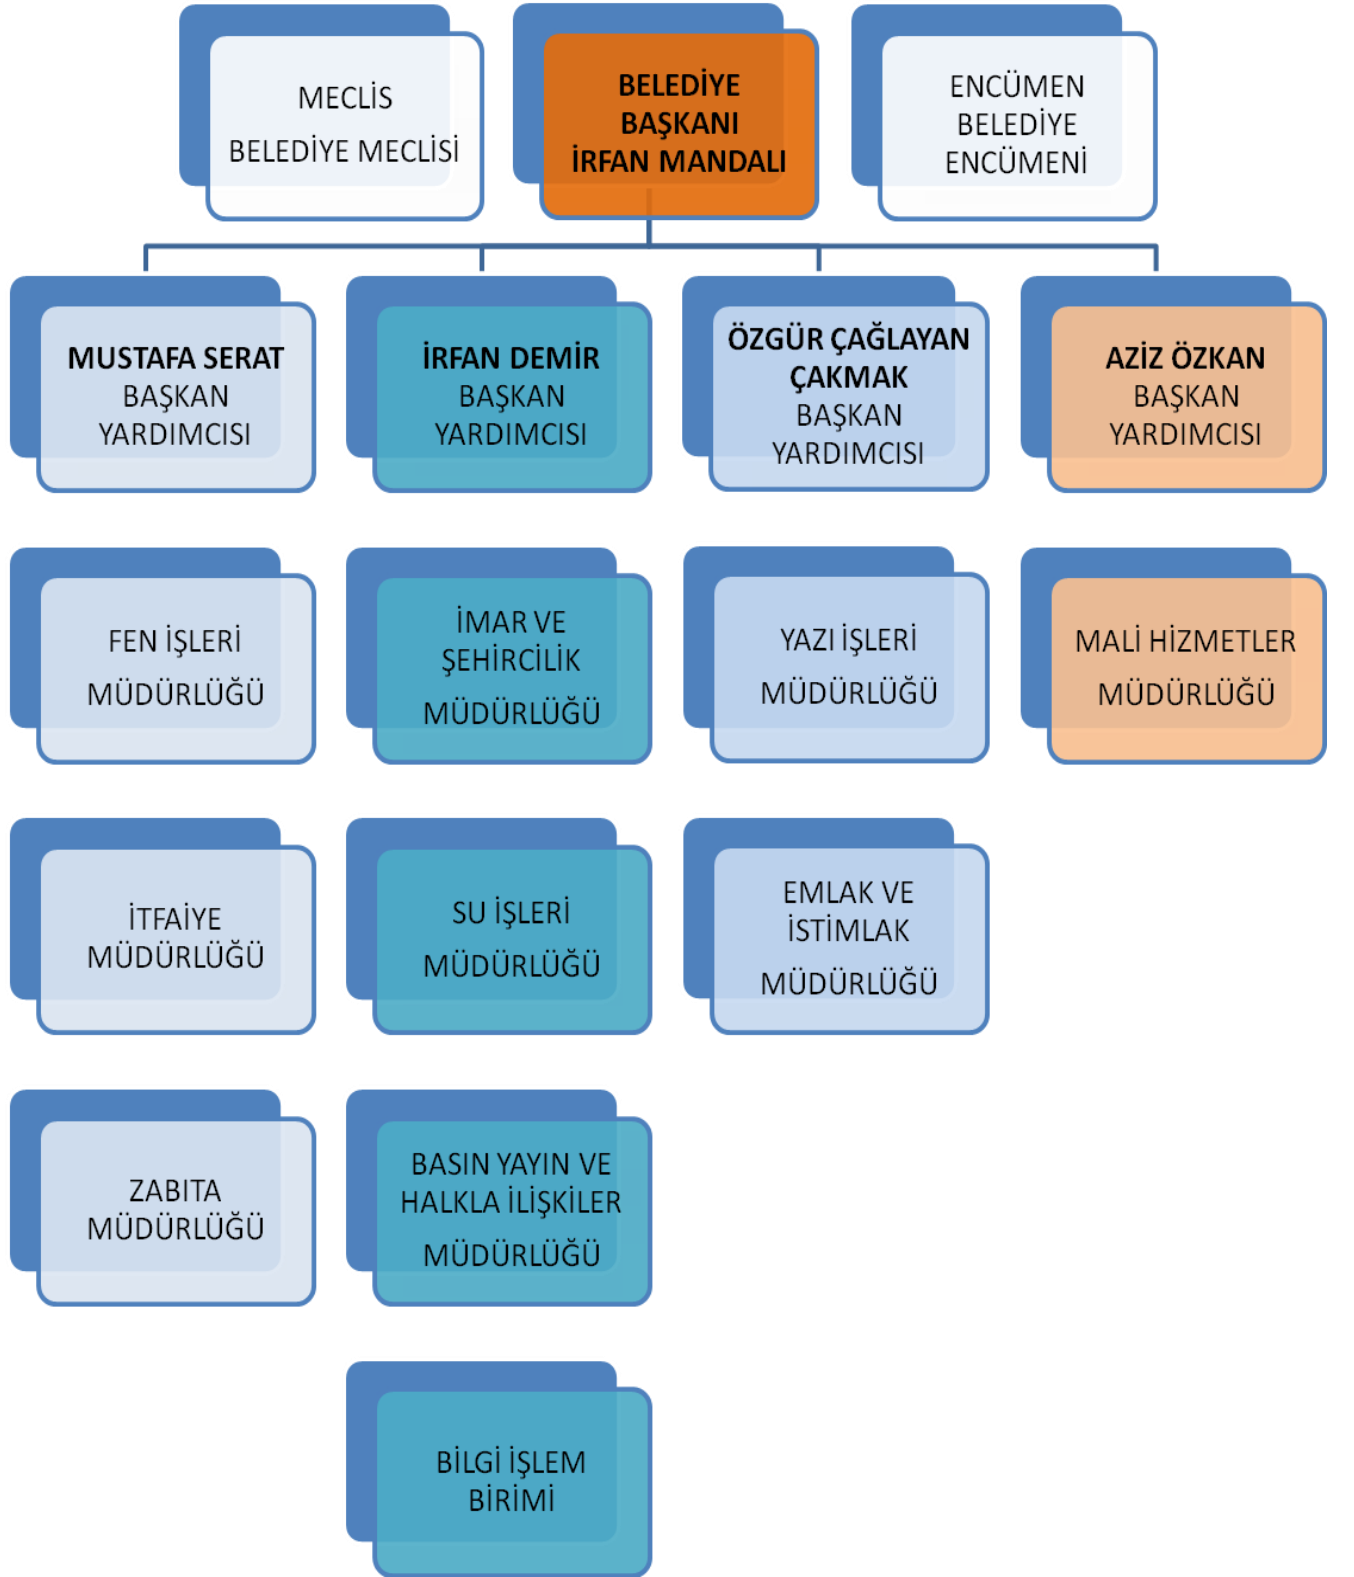 MECLİS
BELEDİYE MECLİSİ
BELEDİYE
BAŞKANI
İRFAN MANDALI
ENCÜMEN
BELEDİYE
ENCÜMENİ
MUSTAFA SERAT
BAŞKAN
YARDIMCISI
İRFAN DEMİR
BAŞKAN
YARDIMCISI
ÖZGÜR ÇAĞLAYAN
ÇAKMAK
BAŞKAN
YARDIMCISI
AZİZ ÖZKAN
BAŞKAN
YARDIMCISI
FEN İŞLERİ
MÜDÜRLÜĞÜ
İMAR VE
ŞEHİRCİLİK
MÜDÜRLÜĞÜ
YAZI İŞLERİ
MÜDÜRLÜĞÜ
MALİ HİZMETLER
MÜDÜRLÜĞÜ
İTFAİYE
MÜDÜRLÜĞÜ
SU İŞLERİ
MÜDÜRLÜĞÜ
EMLAK VE
İSTİMLAK
MÜDÜRLÜĞÜ
ZABITA
MÜDÜRLÜĞÜ
BASIN YAYIN VE
HALKLA İLİŞKİLER
MÜDÜRLÜĞÜ
BİLGİ İŞLEM
BİRİMİ